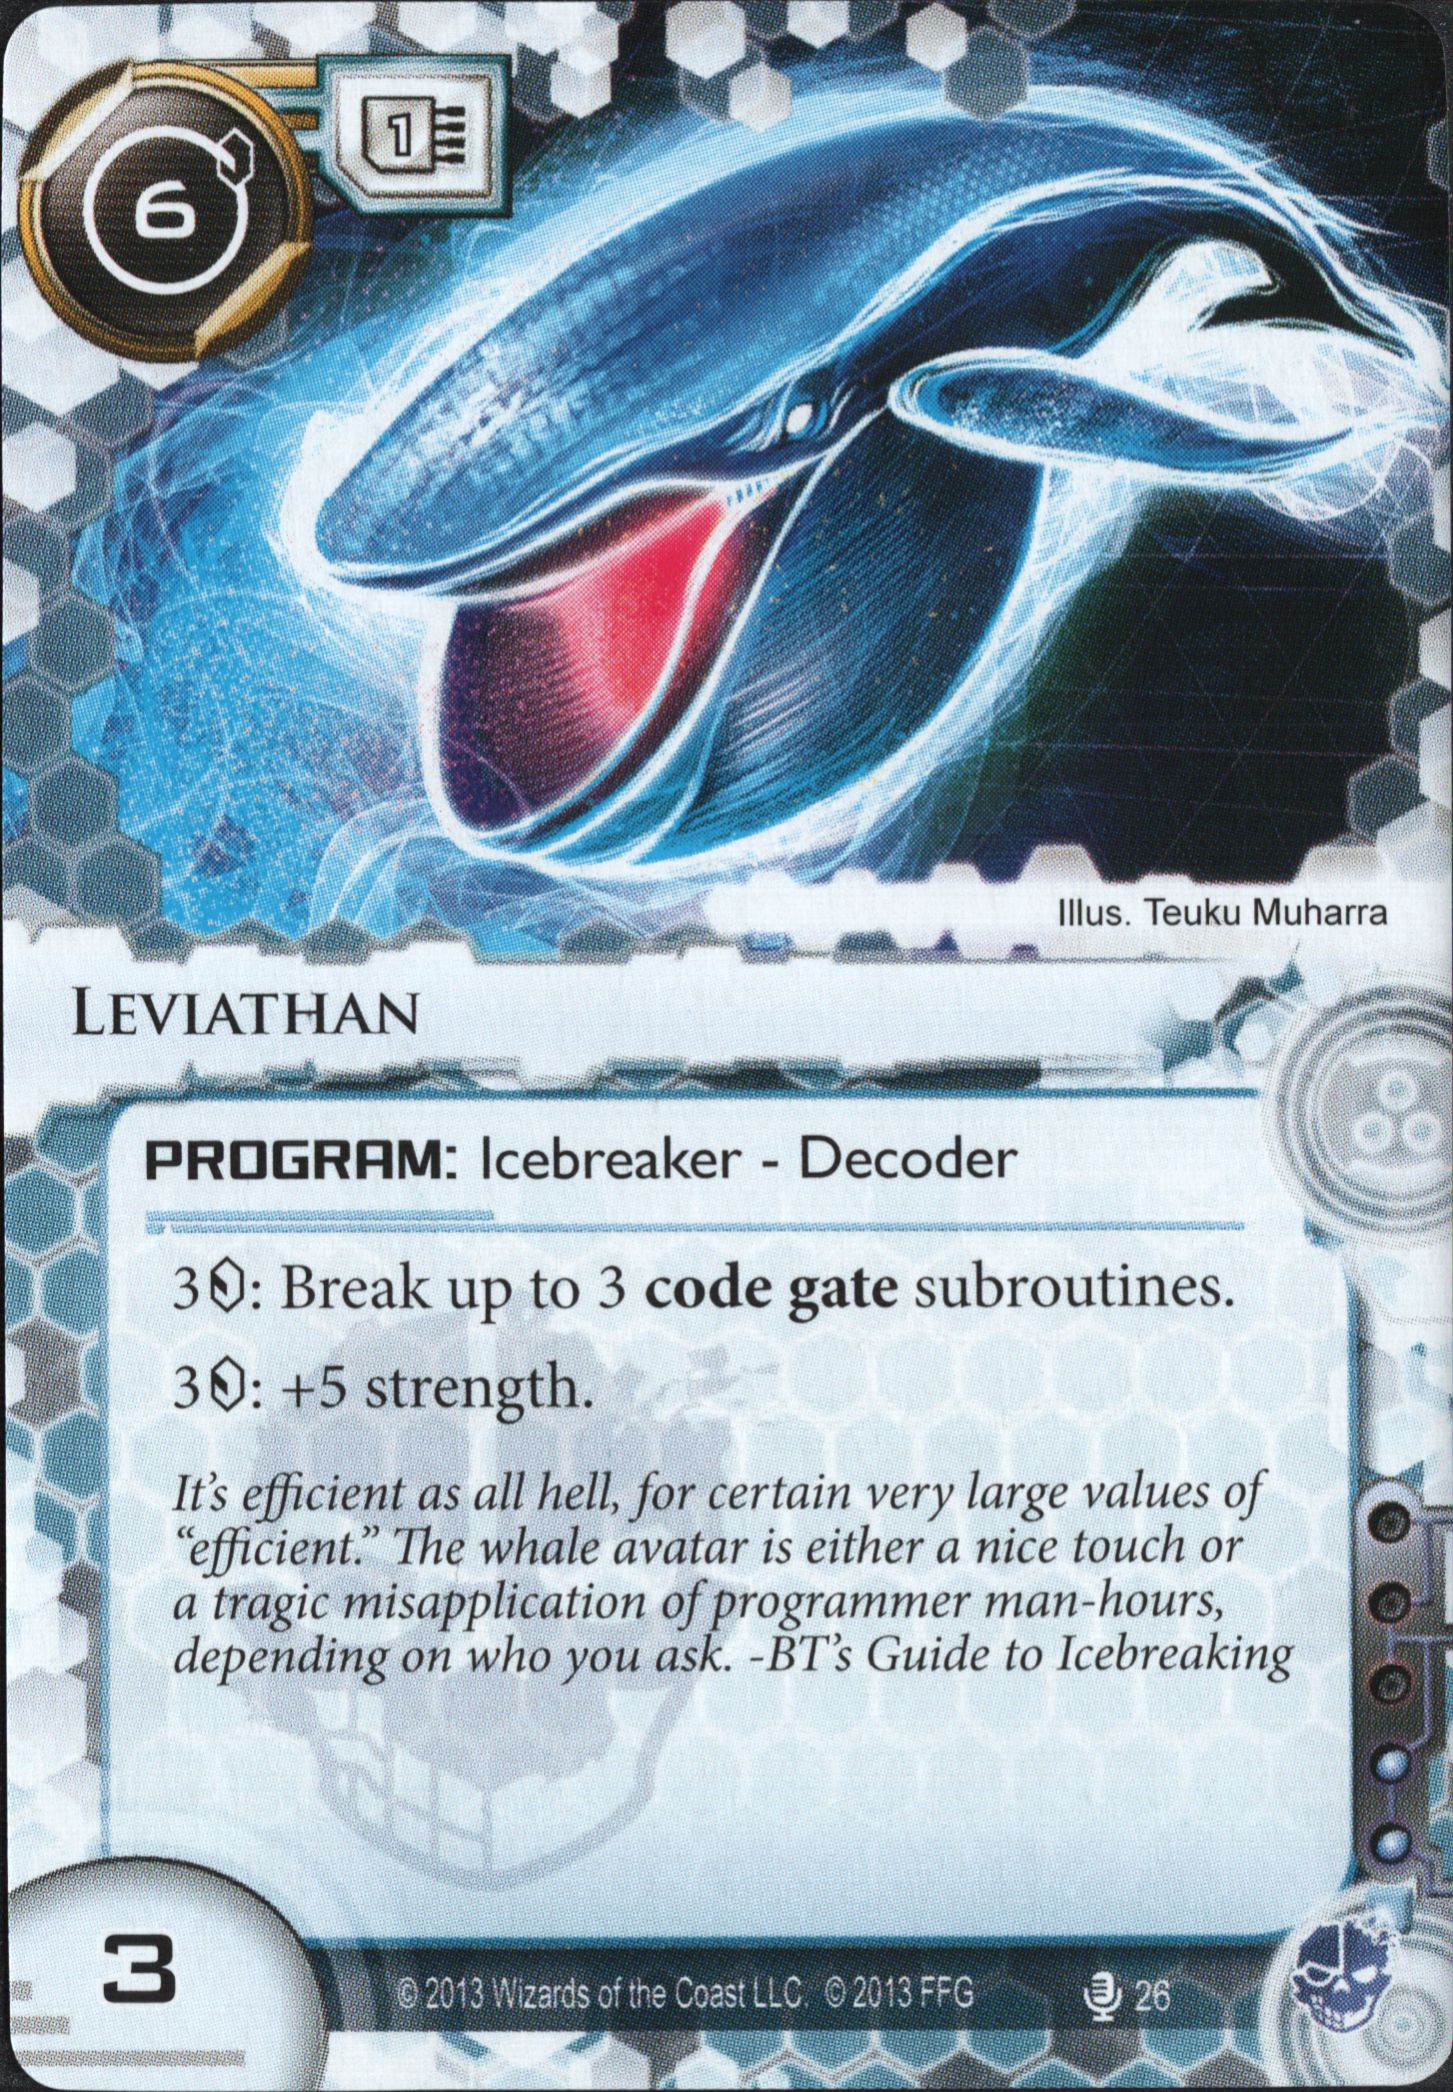 6
1
Illus. Teuku Muharra
LEVIATHAN
PROGRAM: Icebreaker - Decoder
3: Break up to 3 code gate subroutines.
3: +5 strength.
It's efficient as all hell, for certain very large values of
“efficient.” The whale avatar is either a nice touch or
a tragic misapplication of programmer man-hours,
depending on who you ask. -BT's Guide to Icebreaking
3
© 2013 Wizards of the Coast LLC. © 2013 FFG
26